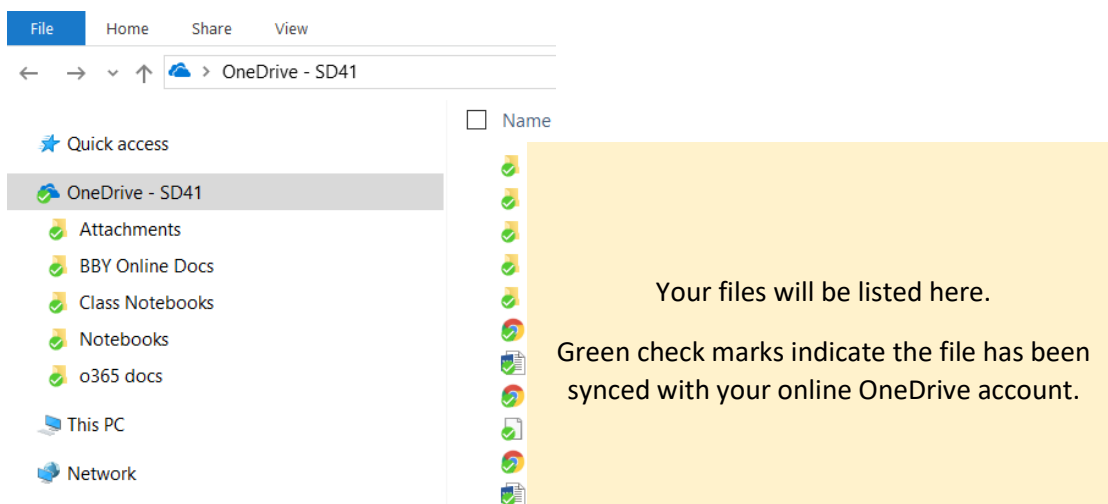 File Home Share View
OneDrive - SD41
Name
Quick access
OneDrive - SD41
Attachments
BBY Online Docs
Class Notebooks
Notebooks
o365 docs
This PC
Network
Your files will be listed here.
Green check marks indicate the file has been
synced with your online OneDrive account.